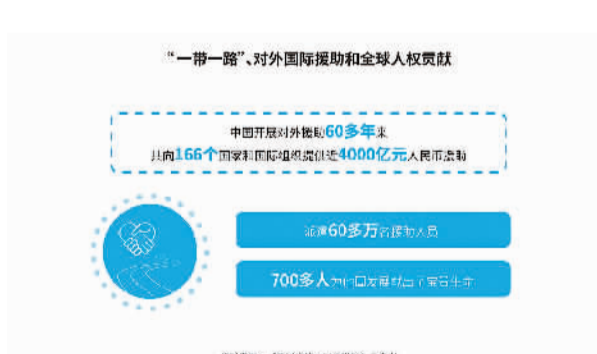 “一带一路”、对外国际援助和全球人权贡献
中国开展对外援助60多年来
共向166个国家和国际组织提供近4000亿元人民币援助
派遣60多万名援助人员
700多人为他国发展献出了宝贵生命